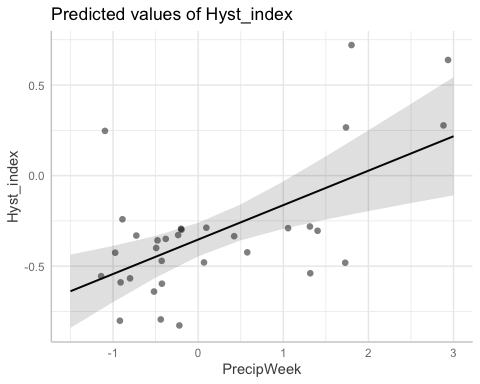 Predicted values of Hyst_index
Hyst_index
0.5
0.0
-0.5
-1
0
1
2
3
PrecipWeek